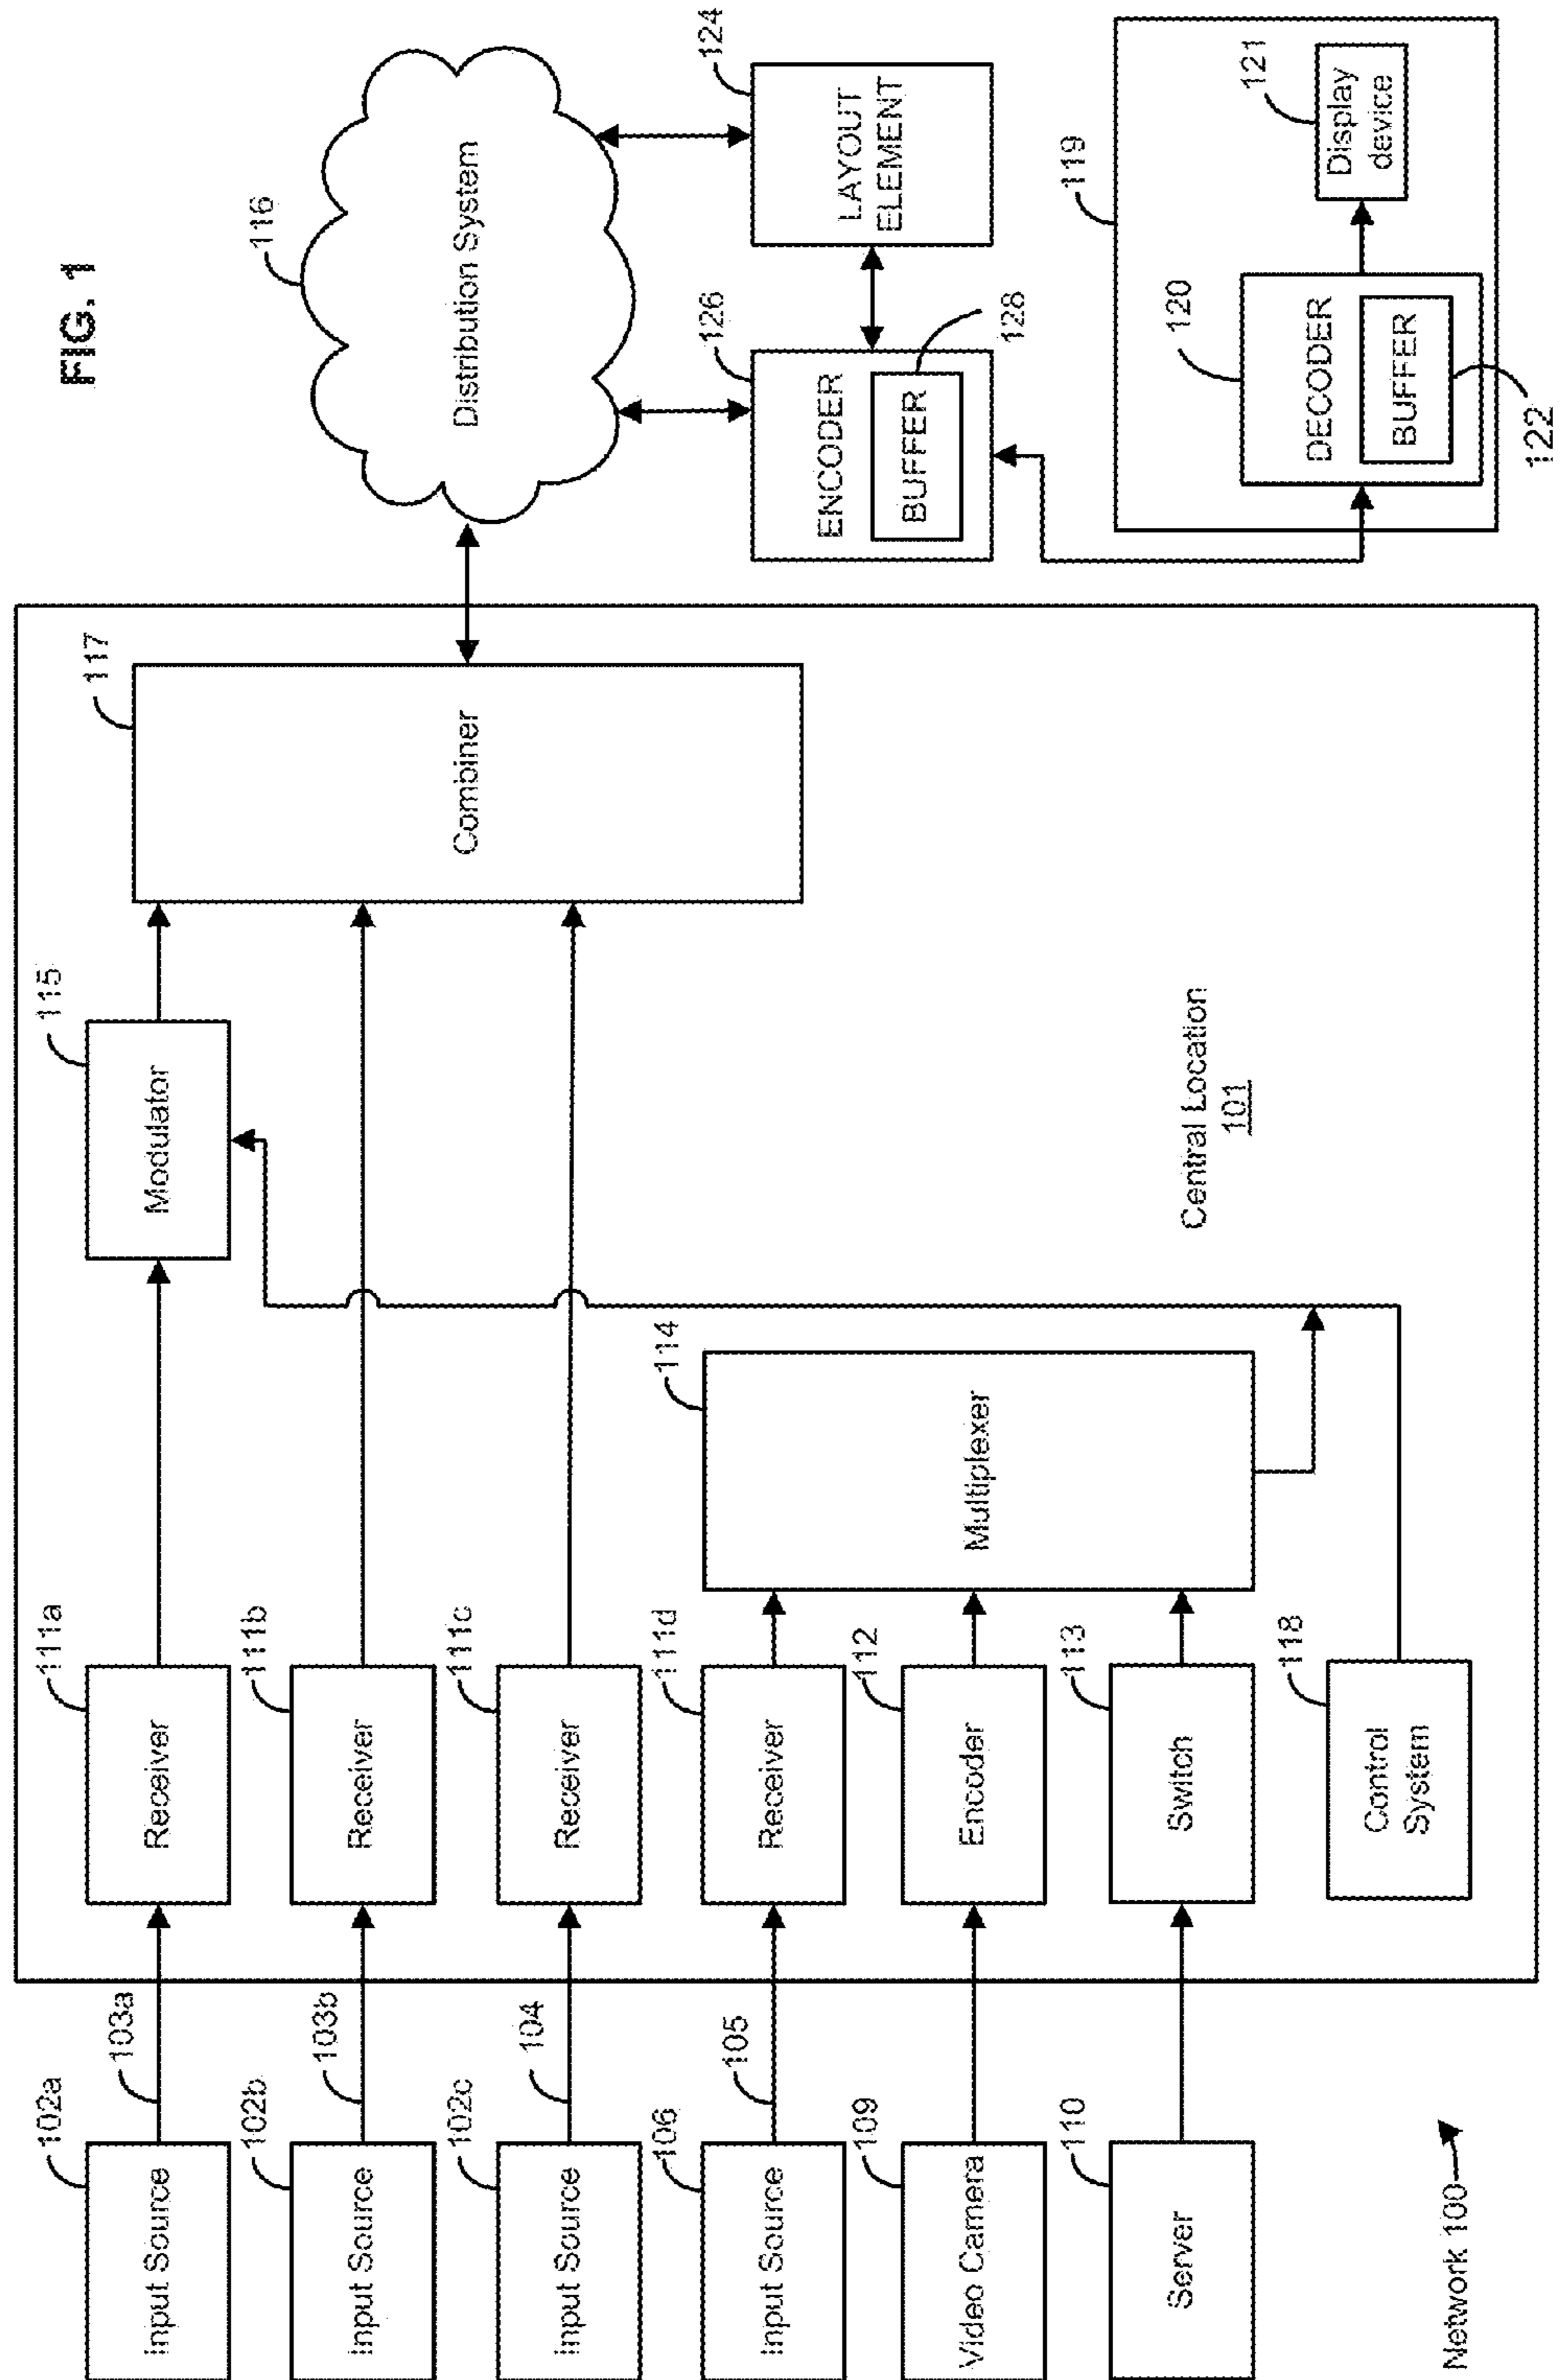 FIG. 1
102a
Input Source
103a
111a
Receiver
115
Modulator
117
Combiner
116
Distribution System
102b
Input Source
103b
111b
Receiver
102c
Input Source
104
111c
Receiver
106
Input Source
105
111d
Receiver
114
Multiplexer
109
Video Camera
112
Encoder
110
Server
113
Switch
118
Control
System
Central Location
101
126
ENCODER
BUFFER
128
124
LAYOUT
ELEMENT
119
120
DECODER
BUFFER
122
121
Display
device
Network 100